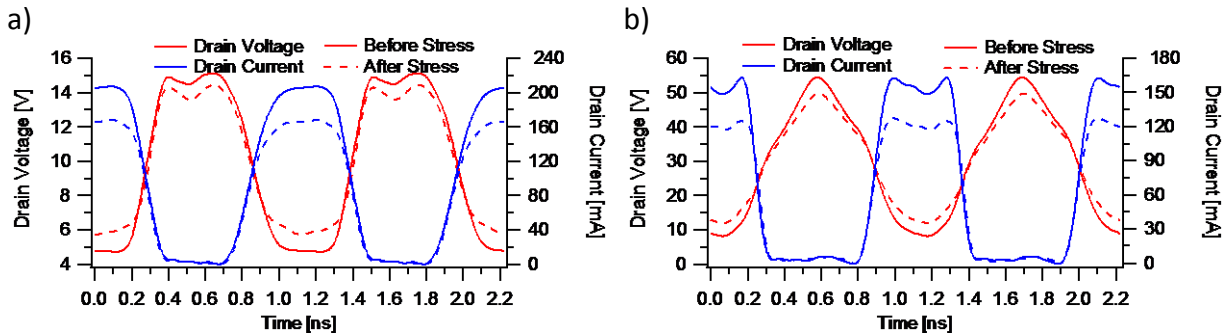 a)
Drain Voltage
Before Stress
Drain Current
After Stress
16
14
12
10
8
6
4
Drain Voltage [V]
240
200
160
120
80
40
0
Drain Current [mA]
0.0 0.2 0.4 0.6 0.8 1.0 1.2 1.4 1.6 1.8 2.0 2.2
Time [ns]
b)
Drain Voltage
Before Stress
Drain Current
After Stress
60
50
40
30
20
10
0
Drain Voltage [V]
180
150
120
90
60
30
0
Drain Current [mA]
0.0 0.2 0.4 0.6 0.8 1.0 1.2 1.4 1.6 1.8 2.0 2.2
Time [ns]